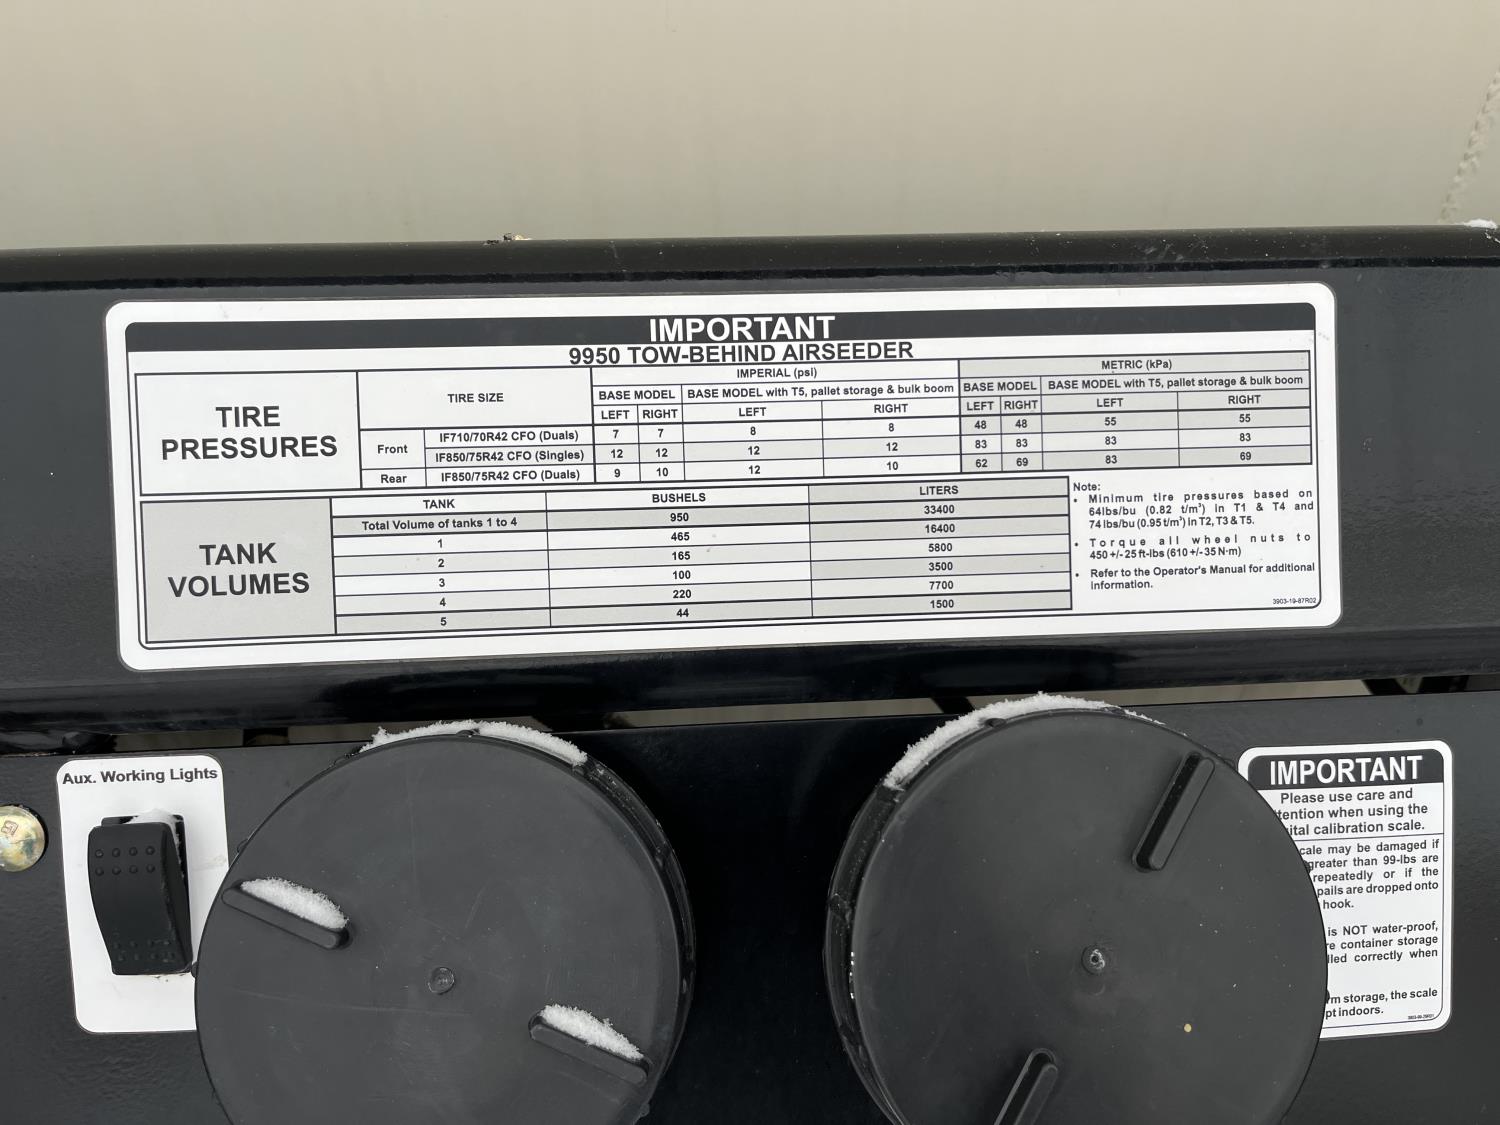 IMPORTANT
9950 TOW-BEHIND AIRSEEDER
TIRE
PRESSURES
TIRE SIZE
IMPERIAL (psi)
METRIC (kPa)
BASE MODEL
BASE MODEL with T5, pallet storage & bulk boom
BASE MODEL
BASE MODEL with T5, pallet storage & bulk boom
LEFT RIGHT LEFT RIGHT LEFT RIGHT LEFT RIGHT
Front
IF710/70R42 CFO (Duals) 7 7 8 8 48 48 55 55
IF850/75R42 CFO (Singles) 12 12 12 12 83 83 83 83
Rear IF850/75R42 CFO (Duals) 9 10 12 10 62 69 83 69
TANK
VOLUMES
TANK BUSHELS LITERS
Total Volume of tanks 1 to 4 950 33400
1 465 16400
2 165 5800
3 100 3500
4 220 7700
5 44 1500
Note:
• Minimum tire pressures based on
64lbs/bu (0.82 t/m³) in T1 & T4 and
74lbs/bu (0.95 t/m³) in T2, T3 & T5.
• Torque all wheel nuts to
450 +/- 25 ft-lbs (610 +/- 35 N·m)
• Refer to the Operator's Manual for additional
information.
3903-19-87R02
Aux. Working Lights
IMPORTANT
Please use care and
tention when using the
ital calibration scale.
cale may be damaged if
greater than 99-lbs are
repeatedly or if the
pails are dropped onto
hook.
is NOT water-proof,
re container storage
lled correctly when
m storage, the scale
pt indoors.